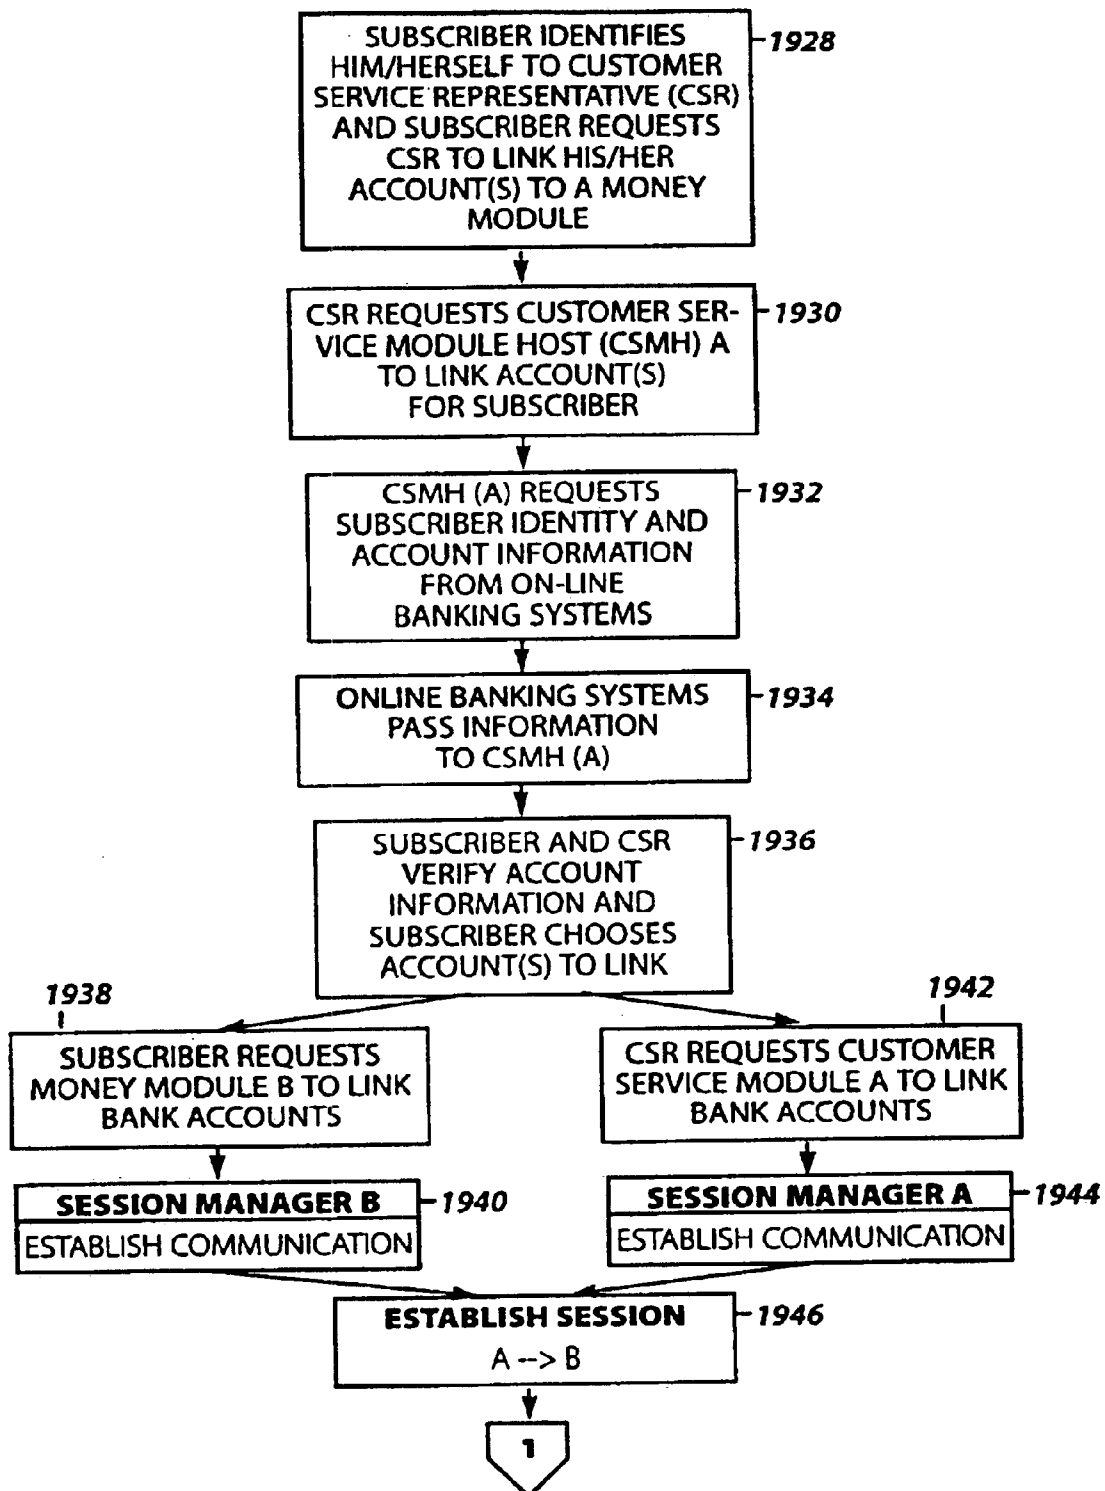 SUBSCRIBER IDENTIFIES
HIM/HERSELF TO CUSTOMER
SERVICE REPRESENTATIVE (CSR)
AND SUBSCRIBER REQUESTS
CSR TO LINK HIS/HER
ACCOUNT(S) TO A MONEY
MODULE
1928
CSR REQUESTS CUSTOMER SER-
VICE MODULE HOST (CSMH) A
TO LINK ACCOUNT(S)
FOR SUBSCRIBER
1930
CSMH (A) REQUESTS
SUBSCRIBER IDENTITY AND
ACCOUNT INFORMATION
FROM ON-LINE
BANKING SYSTEMS
1932
ONLINE BANKING SYSTEMS
PASS INFORMATION
TO CSMH (A)
1934
SUBSCRIBER AND CSR
VERIFY ACCOUNT
INFORMATION AND
SUBSCRIBER CHOOSES
ACCOUNT(S) TO LINK
1936
1938
SUBSCRIBER REQUESTS
MONEY MODULE B TO LINK
BANK ACCOUNTS
1942
CSR REQUESTS CUSTOMER
SERVICE MODULE A TO LINK
BANK ACCOUNTS
SESSION MANAGER B
1940
ESTABLISH COMMUNICATION
SESSION MANAGER A
1944
ESTABLISH COMMUNICATION
ESTABLISH SESSION
1946
A --> B
1